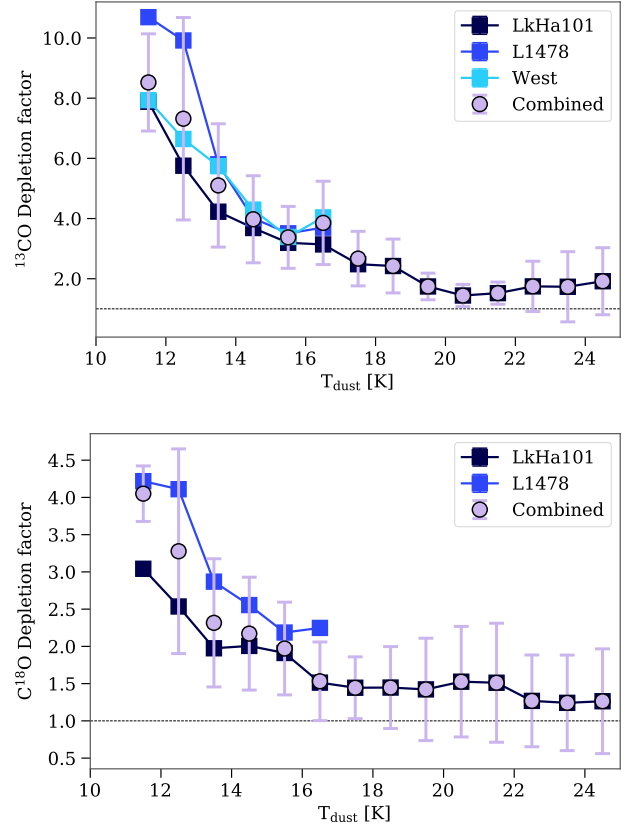 10.0
8.0
6.0
4.0
2.0
¹³CO Depletion factor
LkHa101
L1478
West
Combined
10 12 14 16 18 20 22 24
T_dust [K]
4.5
4.0
3.5
3.0
2.5
2.0
1.5
1.0
0.5
C¹⁸O Depletion factor
LkHa101
L1478
Combined
10 12 14 16 18 20 22 24
T_dust [K]